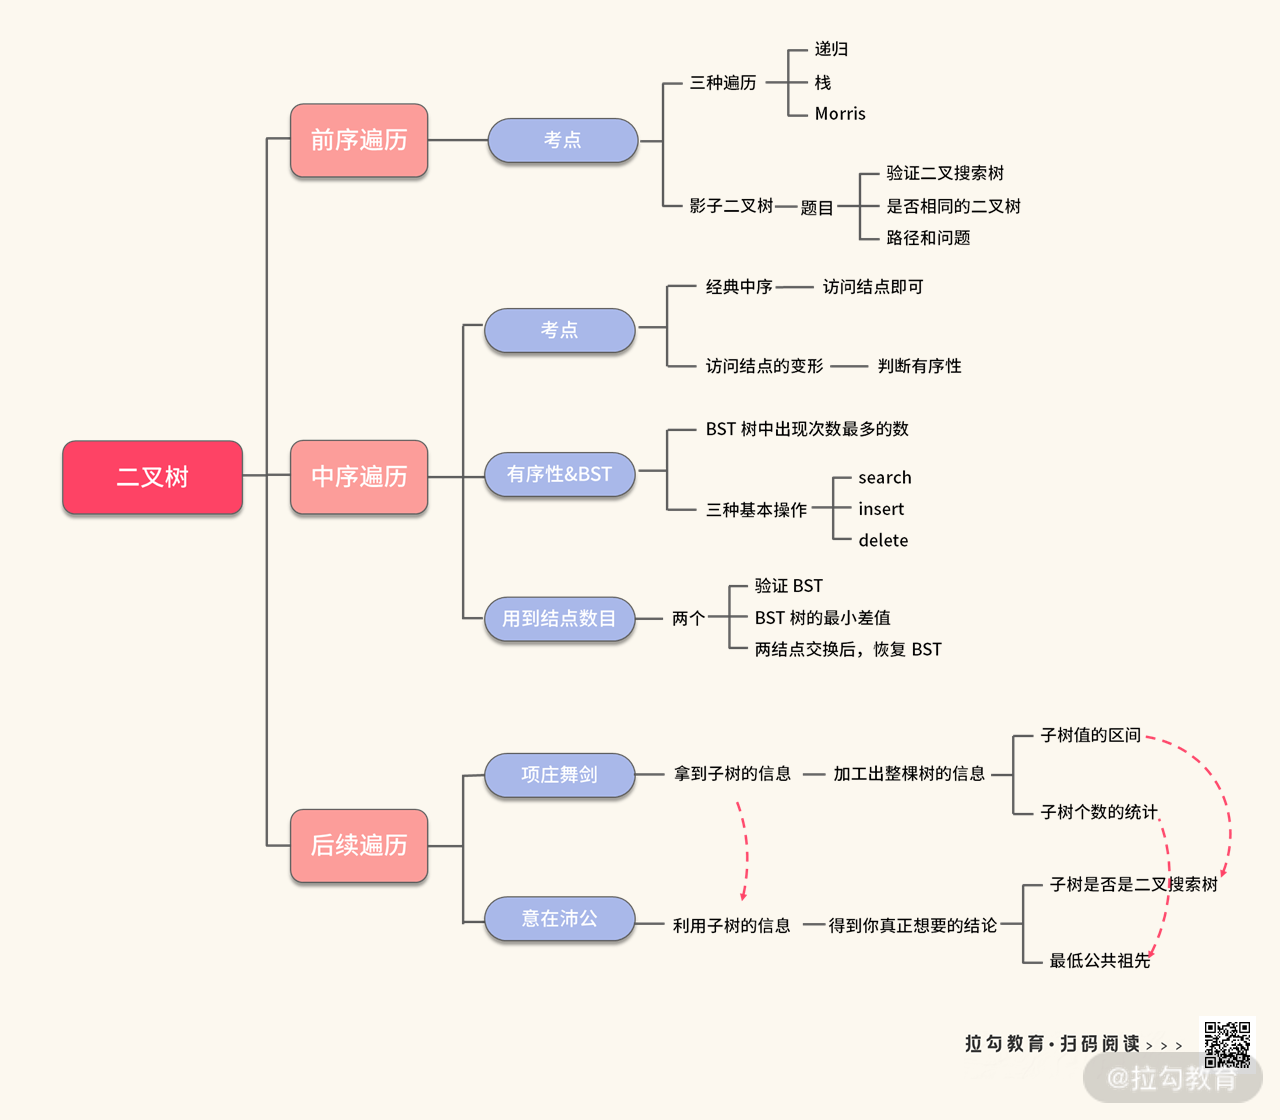 二叉树
前序遍历
考点
三种遍历
递归
栈
Morris
影子二叉树
题目
验证二叉搜索树
是否相同的二叉树
路径和问题
中序遍历
考点
经典中序
访问结点即可
访问结点的变形
判断有序性
有序性&BST
BST 树中出现次数最多的数
三种基本操作
search
insert
delete
用到结点数目
两个
验证 BST
BST 树的最小差值
两结点交换后，恢复 BST
后续遍历
项庄舞剑
拿到子树的信息
加工出整棵树的信息
子树值的区间
子树个数的统计
意在沛公
利用子树的信息
得到你真正想要的结论
子树是否是二叉搜索树
最低公共祖先
拉勾教育·扫码阅读 > > >
@拉勾教育